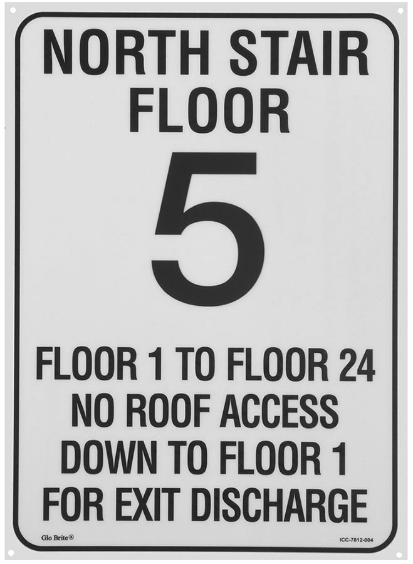 NORTH STAIR
FLOOR
5
FLOOR 1 TO FLOOR 24
NO ROOF ACCESS
DOWN TO FLOOR 1
FOR EXIT DISCHARGE
Glo Brite® ICC-7812-004